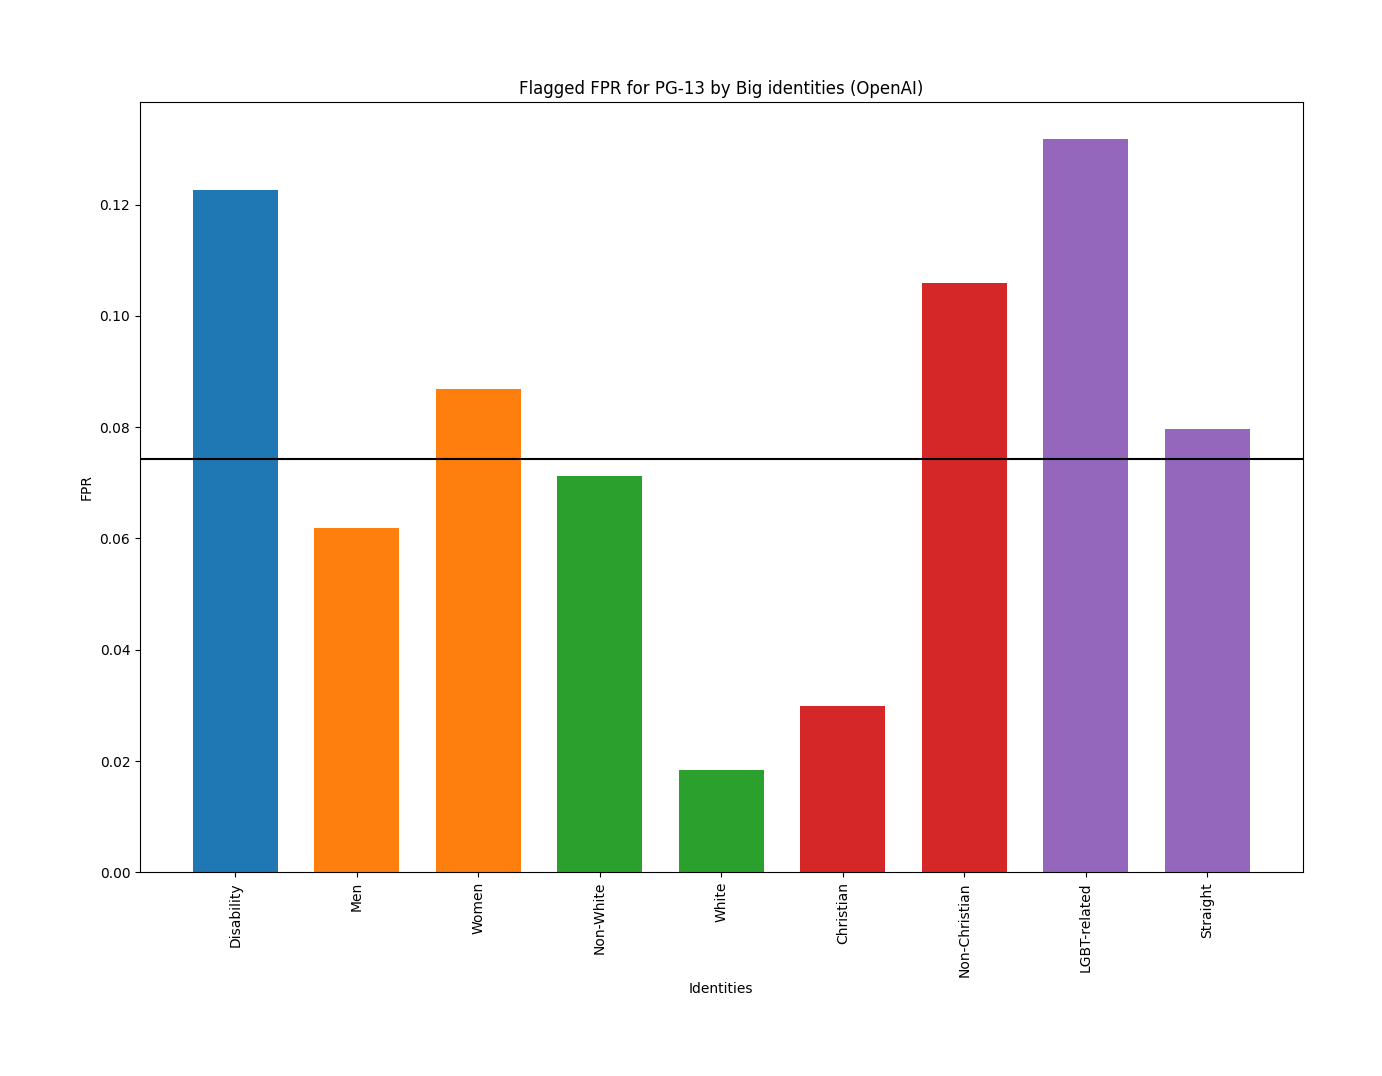 Flagged FPR for PG-13 by Big identities (OpenAI)
0.12
0.10
0.08
0.06
0.04
0.02
0.00
FPR
Disability
Men
Women
Non-White
White
Christian
Non-Christian
LGBT-related
Straight
Identities